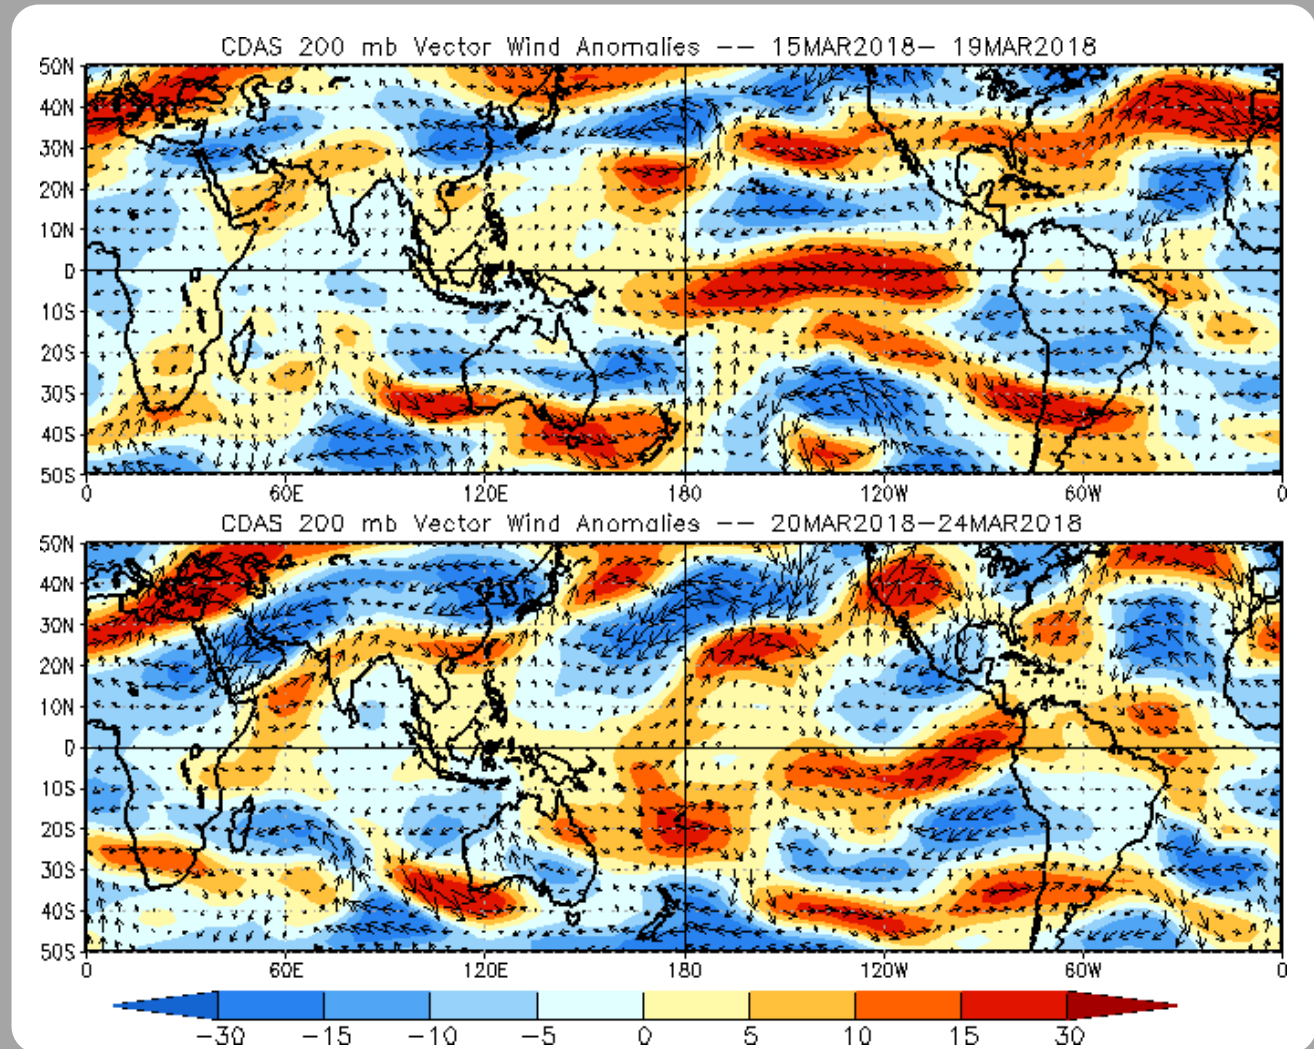 CDAS 200 mb Vector Wind Anomalies −− 15MAR2018− 19MAR2018
50N
40N
30N
20N
10N
0
10S
20S
30S
40S
50S
0 60E 120E 180 120W 60W 0
CDAS 200 mb Vector Wind Anomalies −− 20MAR2018−24MAR2018
50N
40N
30N
20N
10N
0
10S
20S
30S
40S
50S
0 60E 120E 180 120W 60W 0
−30 −15 −10 −5 0 5 10 15 30